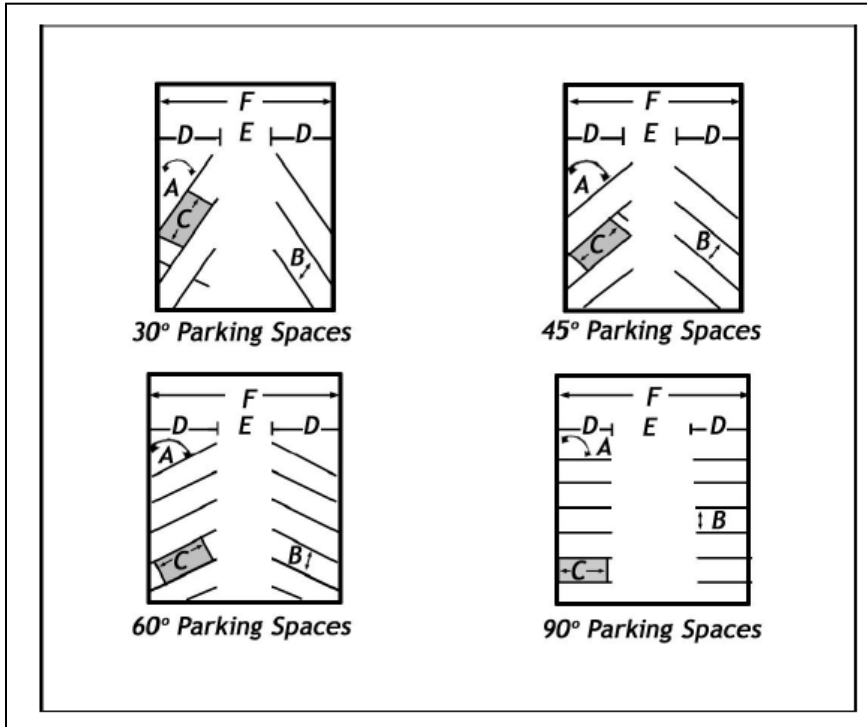 F
D E D
A
C
B
30° Parking Spaces
F
D E D
A
C
B
45° Parking Spaces
F
D E D
A
C
B
60° Parking Spaces
F
D E D
A
B
C
90° Parking Spaces